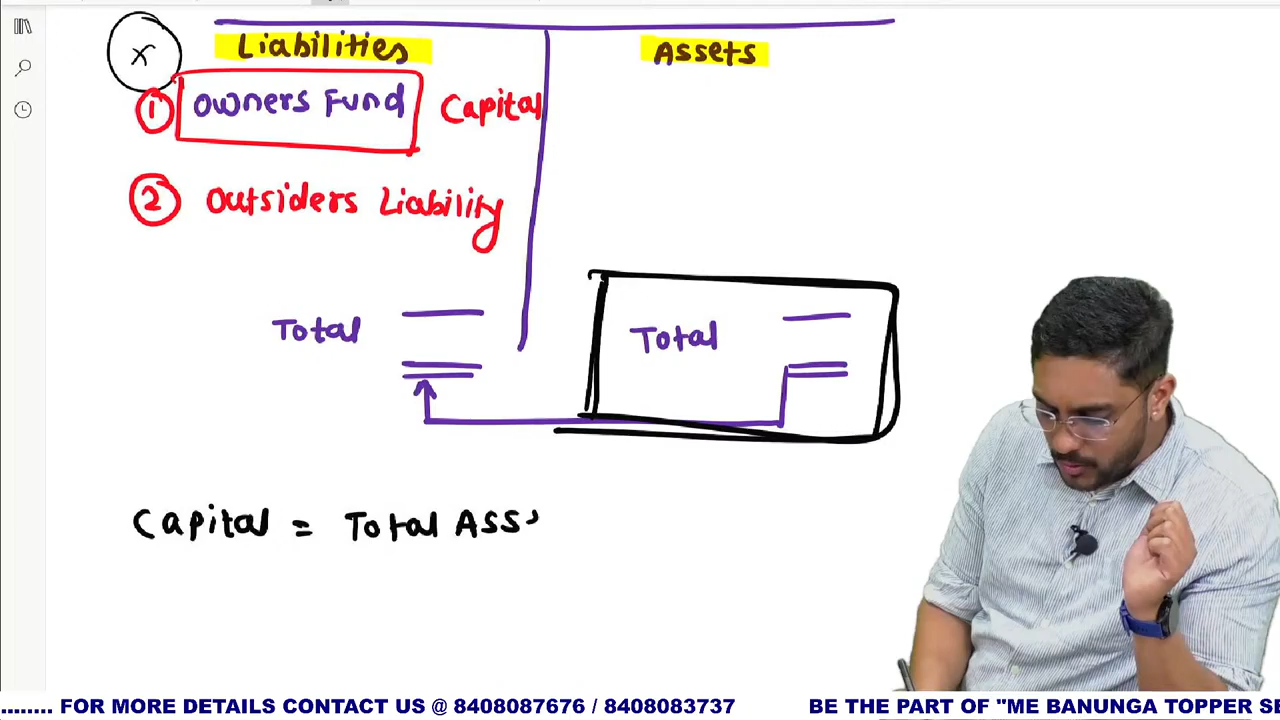 x
Liabilities Assets
① Owners Fund Capital
② Outsiders Liability
Total Total
Capital = Total Ass
........ FOR MORE DETAILS CONTACT US @ 8408087676 / 8408083737 BE THE PART OF "ME BANUNGA TOPPER SE